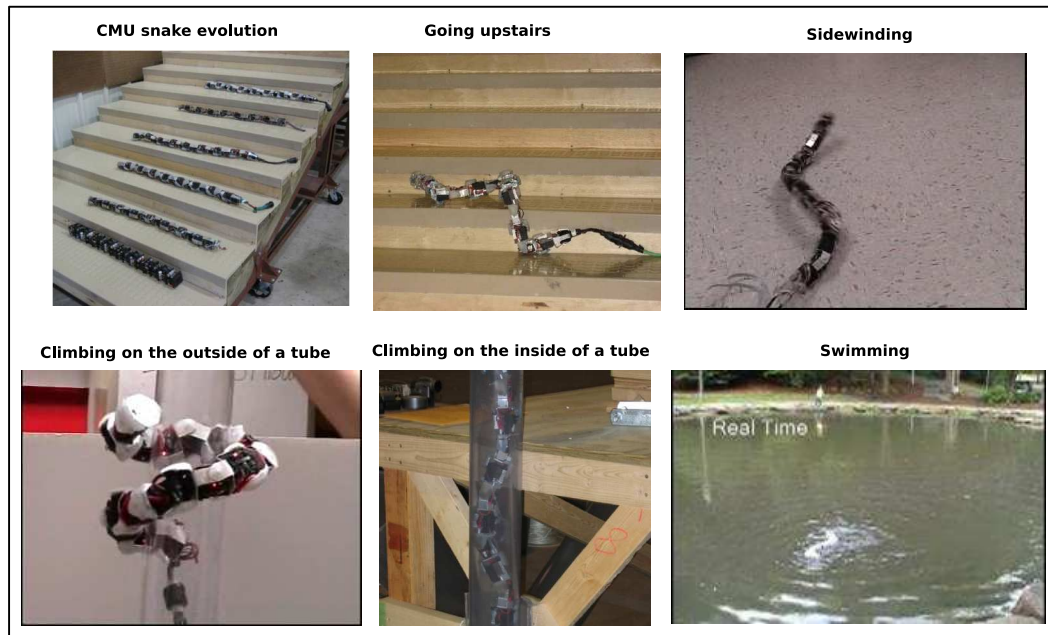 CMU snake evolution
Going upstairs
Sidewinding
Climbing on the outside of a tube
Climbing on the inside of a tube
Swimming
Real Time